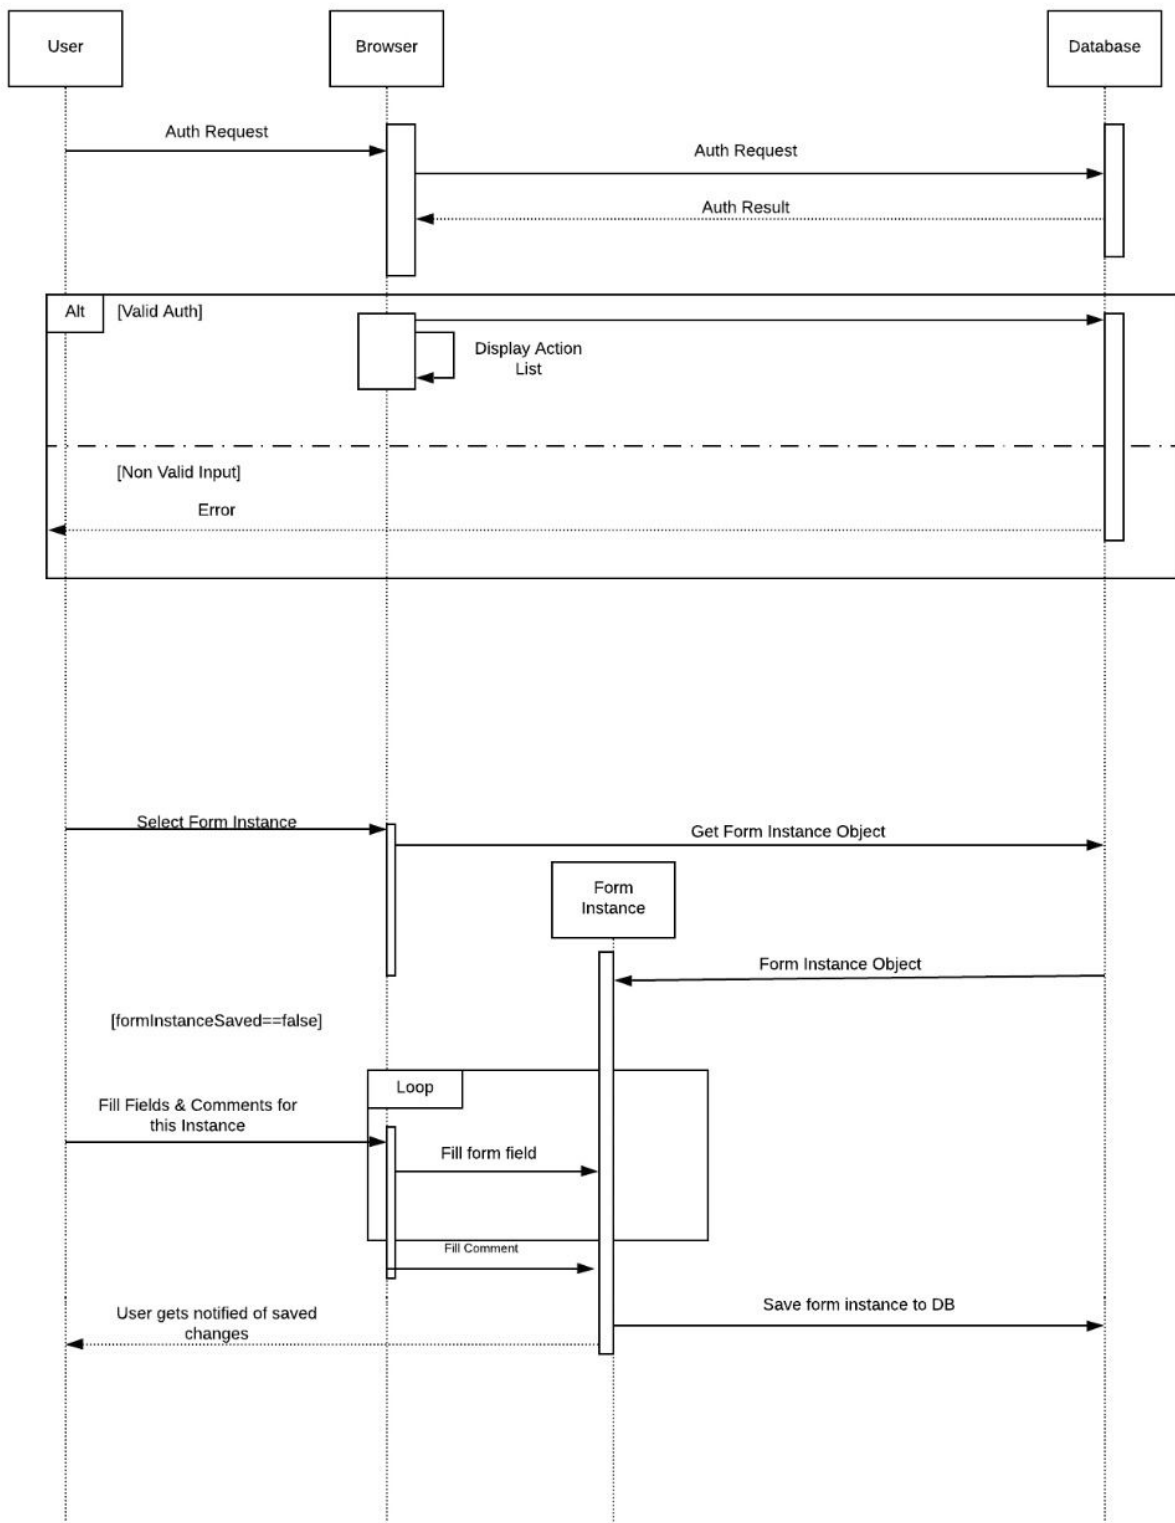 User
Browser
Database
Auth Request
Auth Request
Auth Result
Alt
[Valid Auth]
Display Action
List
[Non Valid Input]
Error
Select Form Instance
Get Form Instance Object
Form
Instance
Form Instance Object
[formInstanceSaved==false]
Loop
Fill Fields & Comments for
this Instance
Fill form field
Fill Comment
Save form instance to DB
User gets notified of saved
changes